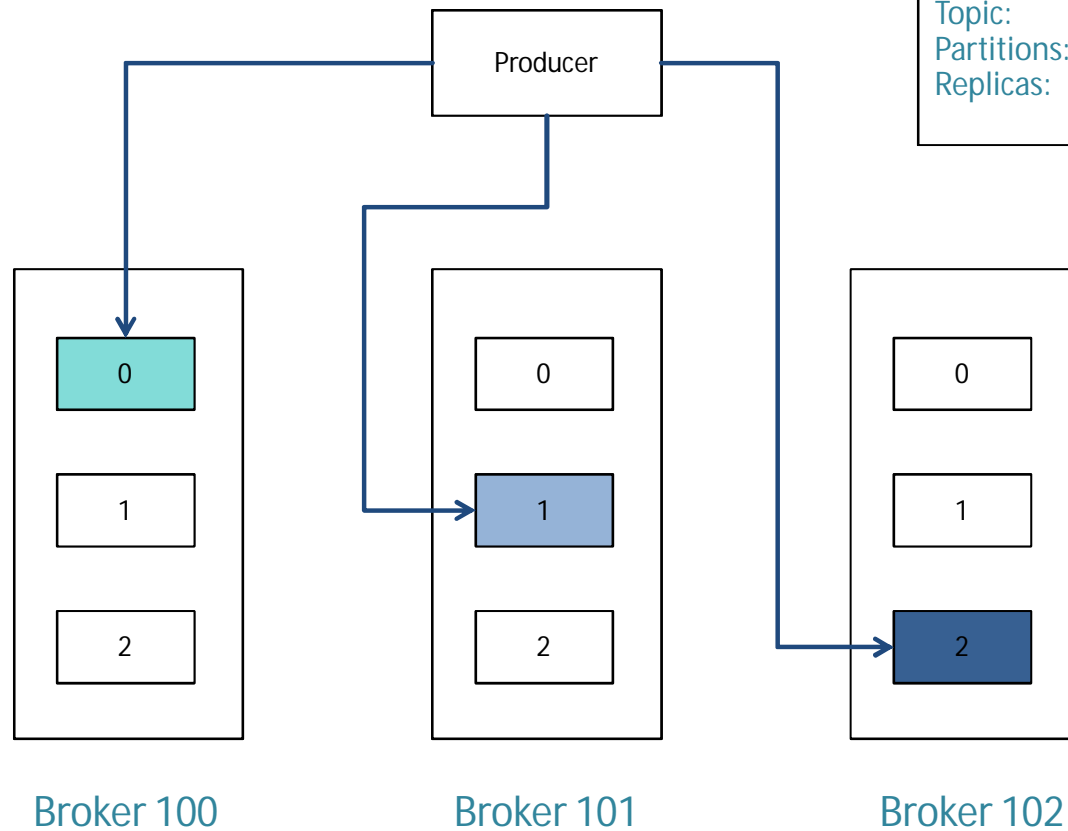 Topic:
Partitions:
Replicas:
Producer
0
0
0
1
1
1
2
2
2
Broker 100
Broker 101
Broker 102